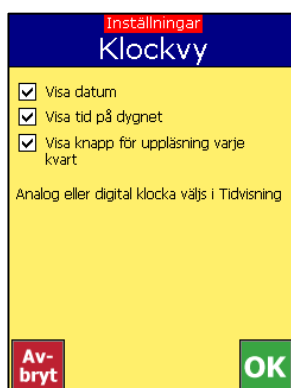 Inställningar
Klockvy
Visa datum
Visa tid på dygnet
Visa knapp för uppläsning varje
kvart
Analog eller digital klocka väljs i Tidvisning
Av-
bryt
OK